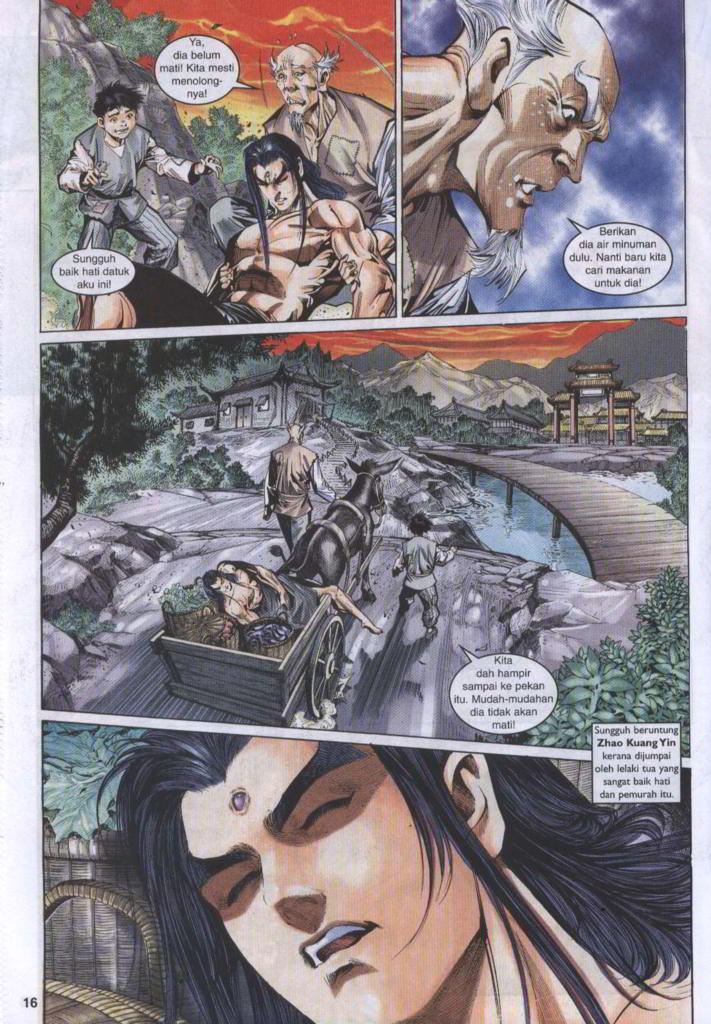 Ya,
dia belum
mati! Kita mesti
menolong-
nya!
Sungguh
baik hati datuk
aku ini!
Berikan
dia air minuman
dulu. Nanti baru kita
cari makanan
untuk dia!
Kita
dah hampir
sampai ke pekan
itu. Mudah-mudahan
dia tidak akan
mati!
Sungguh beruntung
Zhao Kuang Yin
kerana dijumpai
oleh lelaki tua yang
sangat baik hati
dan pemurah itu.
16